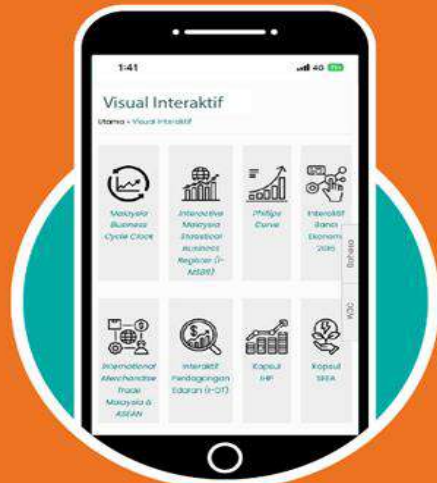 1:41
4G
Visual Interaktif
Utama » Visual Interaktif
Malaysia
Business
Cycle Clock
Interactive
Malaysia
Statistical
Business
Register (i-
MSBR)
Phillips
Curve
Interaktif
Banci
Ekonomi
2016
Bahasa
W3C
International
Merchandise
Trade
Malaysia &
ASEAN
Interaktif
Perdagangan
Edaran (i-DT)
Kapsul
IHP
Kapsul
SEEA